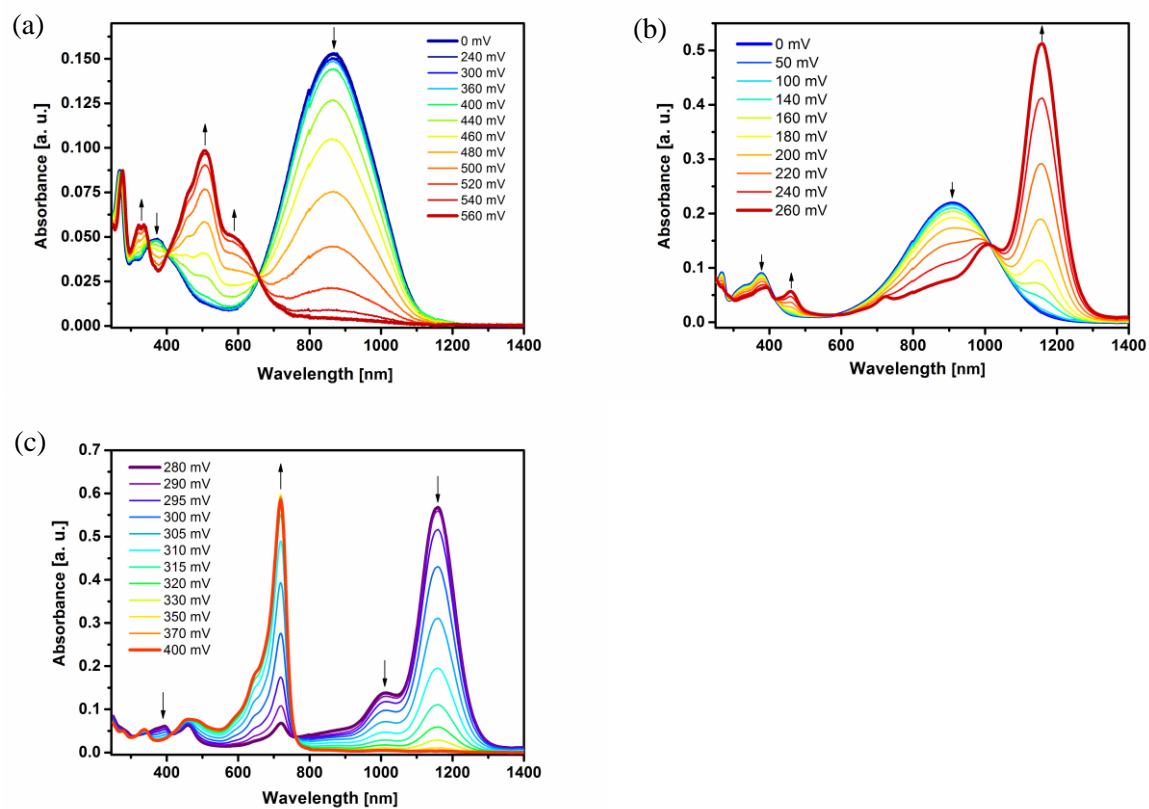 (a)
0.150
0.125
0.100
0.075
0.050
0.025
0.000
Absorbance [a. u.]
400 600 800 1000 1200 1400
Wavelength [nm]
0 mV
240 mV
300 mV
360 mV
400 mV
440 mV
460 mV
480 mV
500 mV
520 mV
540 mV
560 mV
(b)
0.5
0.4
0.3
0.2
0.1
0.0
Absorbance [a. u.]
400 600 800 1000 1200 1400
Wavelength [nm]
0 mV
50 mV
100 mV
140 mV
160 mV
180 mV
200 mV
220 mV
240 mV
260 mV
(c)
0.7
0.6
0.5
0.4
0.3
0.2
0.1
0.0
Absorbance [a. u.]
400 600 800 1000 1200 1400
Wavelength [nm]
280 mV
290 mV
295 mV
300 mV
305 mV
310 mV
315 mV
320 mV
330 mV
350 mV
370 mV
400 mV